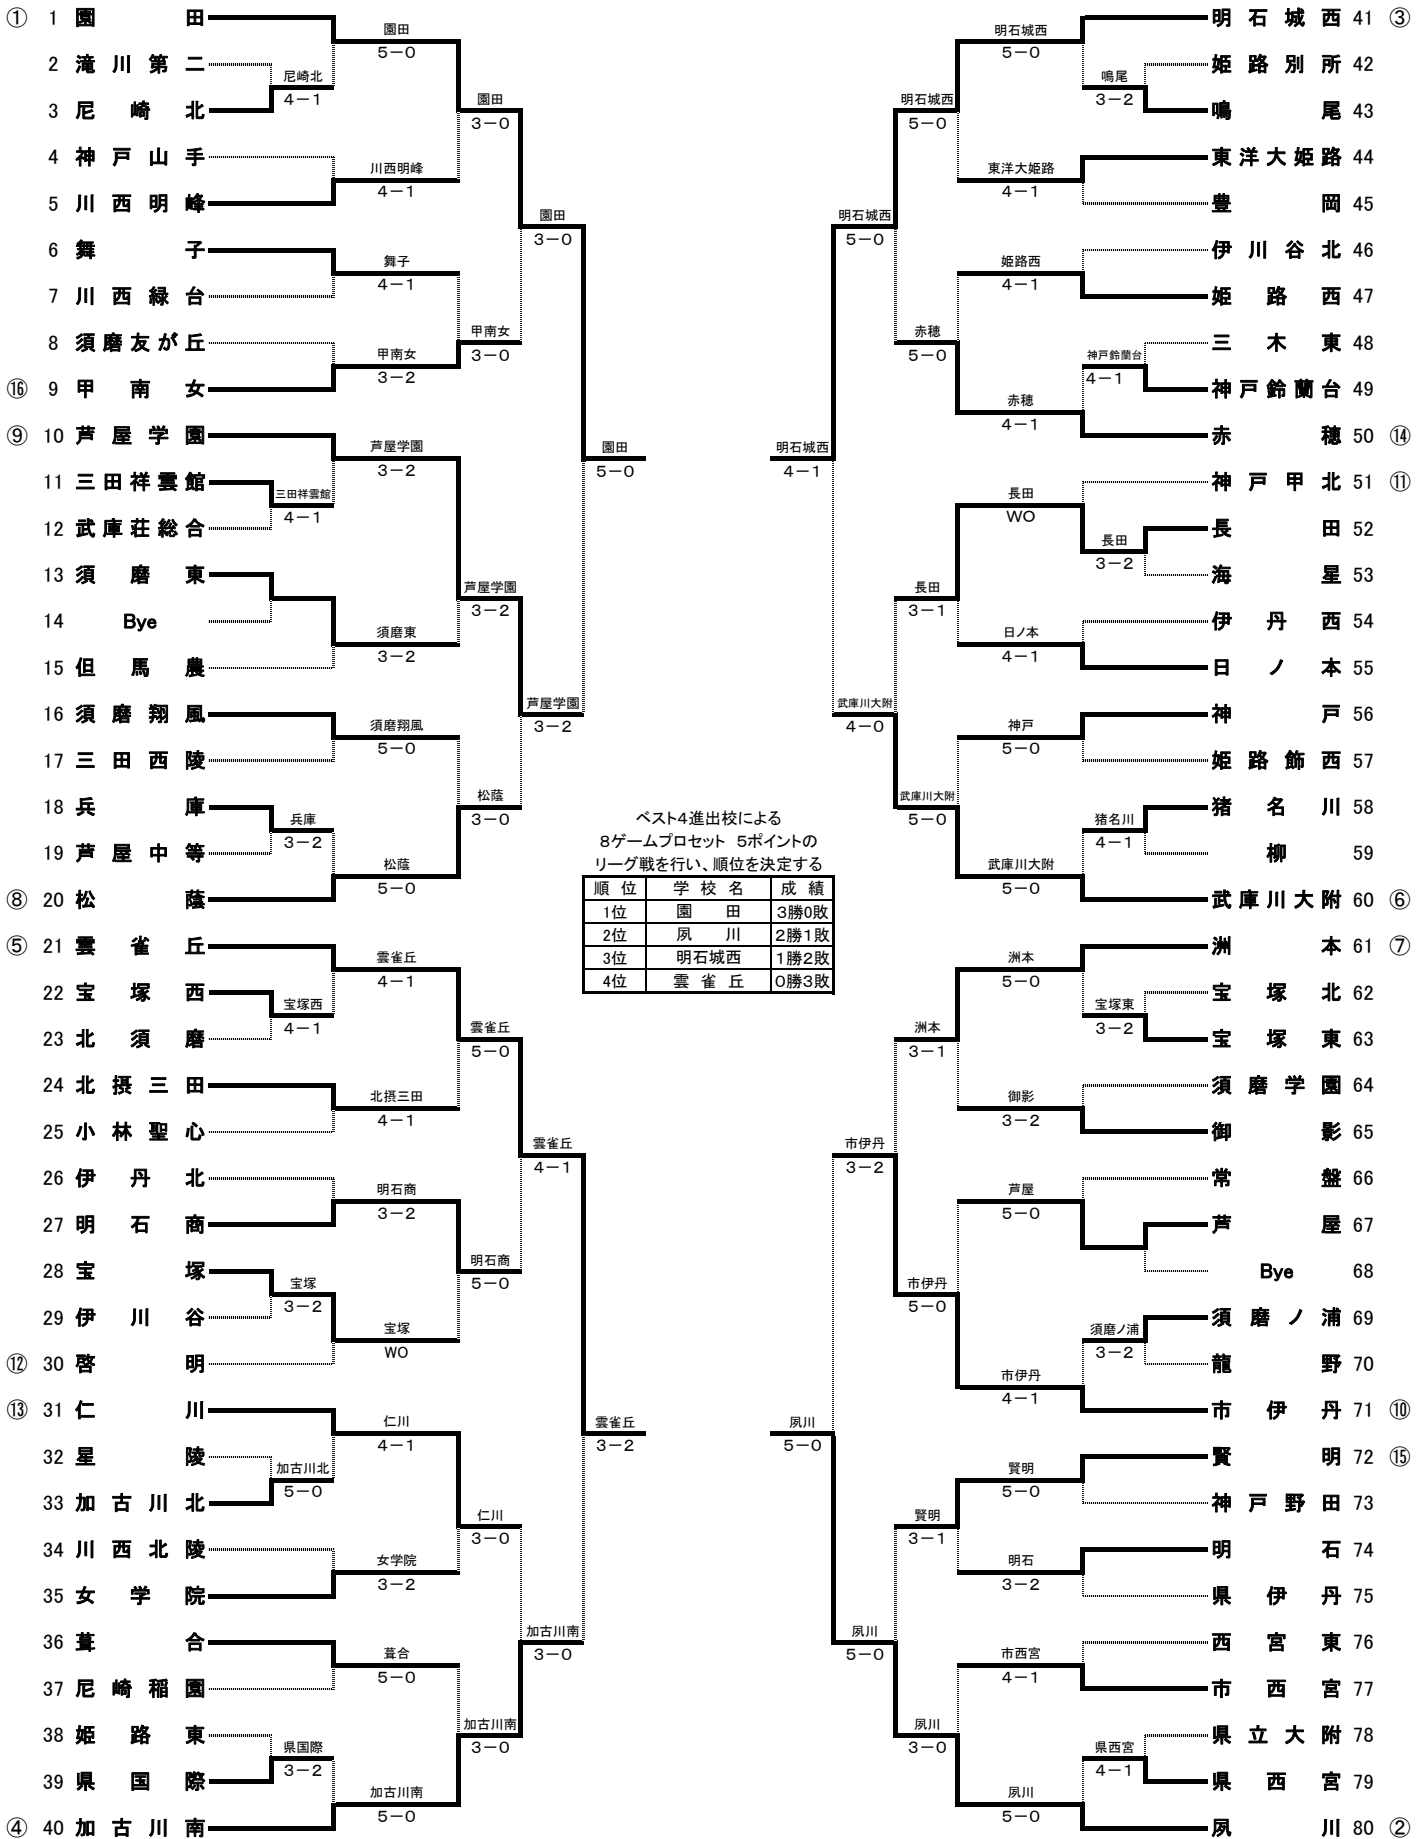 ① 1 園田
2 滝川第二
3 尼崎北
4 神戸山手
5 川西明峰
6 舞子
7 川西緑台
8 須磨友が丘
⑯ 9 甲南女
⑨ 10 芦屋学園
11 三田祥雲館
12 武庫荘総合
13 須磨東
14 Bye
15 但馬農
16 須磨翔風
17 三田西陵
18 兵庫
19 芦屋中等
⑧ 20 松蔭
⑤ 21 雲雀丘
22 宝塚西
23 北須磨
24 北摂三田
25 小林聖心
26 伊丹北
27 明石商
28 宝塚
29 伊川谷
⑫ 30 啓明
⑬ 31 仁川
32 星陵
33 加古川北
34 川西北陵
35 女学院
36 葺合
37 尼崎稲園
38 姫路東
39 県国際
④ 40 加古川南
尼崎北
4－1
三田祥雲館
4－1
兵庫
3－2
宝塚西
4－1
宝塚
3－2
加古川北
5－0
県国際
3－2
園田
5－0
川西明峰
4－1
舞子
4－1
甲南女
3－2
芦屋学園
3－2
須磨東
3－2
須磨翔風
5－0
松蔭
5－0
雲雀丘
4－1
北摂三田
4－1
明石商
3－2
宝塚
WO
仁川
4－1
女学院
3－2
葺合
5－0
加古川南
5－0
園田
3－0
甲南女
3－0
芦屋学園
3－2
松蔭
3－0
雲雀丘
5－0
明石商
5－0
仁川
3－0
加古川南
3－0
園田
3－0
芦屋学園
3－2
雲雀丘
4－1
加古川南
3－0
園田
5－0
雲雀丘
3－2
ベスト4進出校による
8ゲームプロセット 5ポイントの
リーグ戦を行い、順位を決定する
順位 学校名 成績
1位 園田 3勝0敗
2位 夙川 2勝1敗
3位 明石城西 1勝2敗
4位 雲雀丘 0勝3敗
明石城西
4－1
夙川
5－0
明石城西
5－0
武庫川大附
4－0
市伊丹
3－2
夙川
5－0
明石城西
5－0
赤穂
5－0
長田
3－1
武庫川大附
5－0
洲本
3－1
市伊丹
5－0
賢明
3－1
夙川
3－0
明石城西
5－0
東洋大姫路
4－1
姫路西
4－1
赤穂
4－1
長田
WO
日ノ本
4－1
神戸
5－0
武庫川大附
5－0
洲本
5－0
御影
3－2
芦屋
5－0
市伊丹
4－1
賢明
5－0
明石
3－2
市西宮
4－1
夙川
5－0
鳴尾
3－2
神戸鈴蘭台
4－1
長田
3－2
猪名川
4－1
宝塚東
3－2
須磨ノ浦
3－2
県西宮
4－1
明石城西 41 ③
姫路別所 42
鳴尾 43
東洋大姫路 44
豊岡 45
伊川谷北 46
姫路西 47
三木東 48
神戸鈴蘭台 49
赤穂 50 ⑭
神戸甲北 51 ⑪
長田 52
海星 53
伊丹西 54
日ノ本 55
神戸 56
姫路飾西 57
猪名川 58
柳 59
武庫川大附 60 ⑥
洲本 61 ⑦
宝塚北 62
宝塚東 63
須磨学園 64
御影 65
常盤 66
芦屋 67
Bye 68
須磨ノ浦 69
龍野 70
市伊丹 71 ⑩
賢明 72 ⑮
神戸野田 73
明石 74
県伊丹 75
西宮東 76
市西宮 77
県立大附 78
県西宮 79
夙川 80 ②